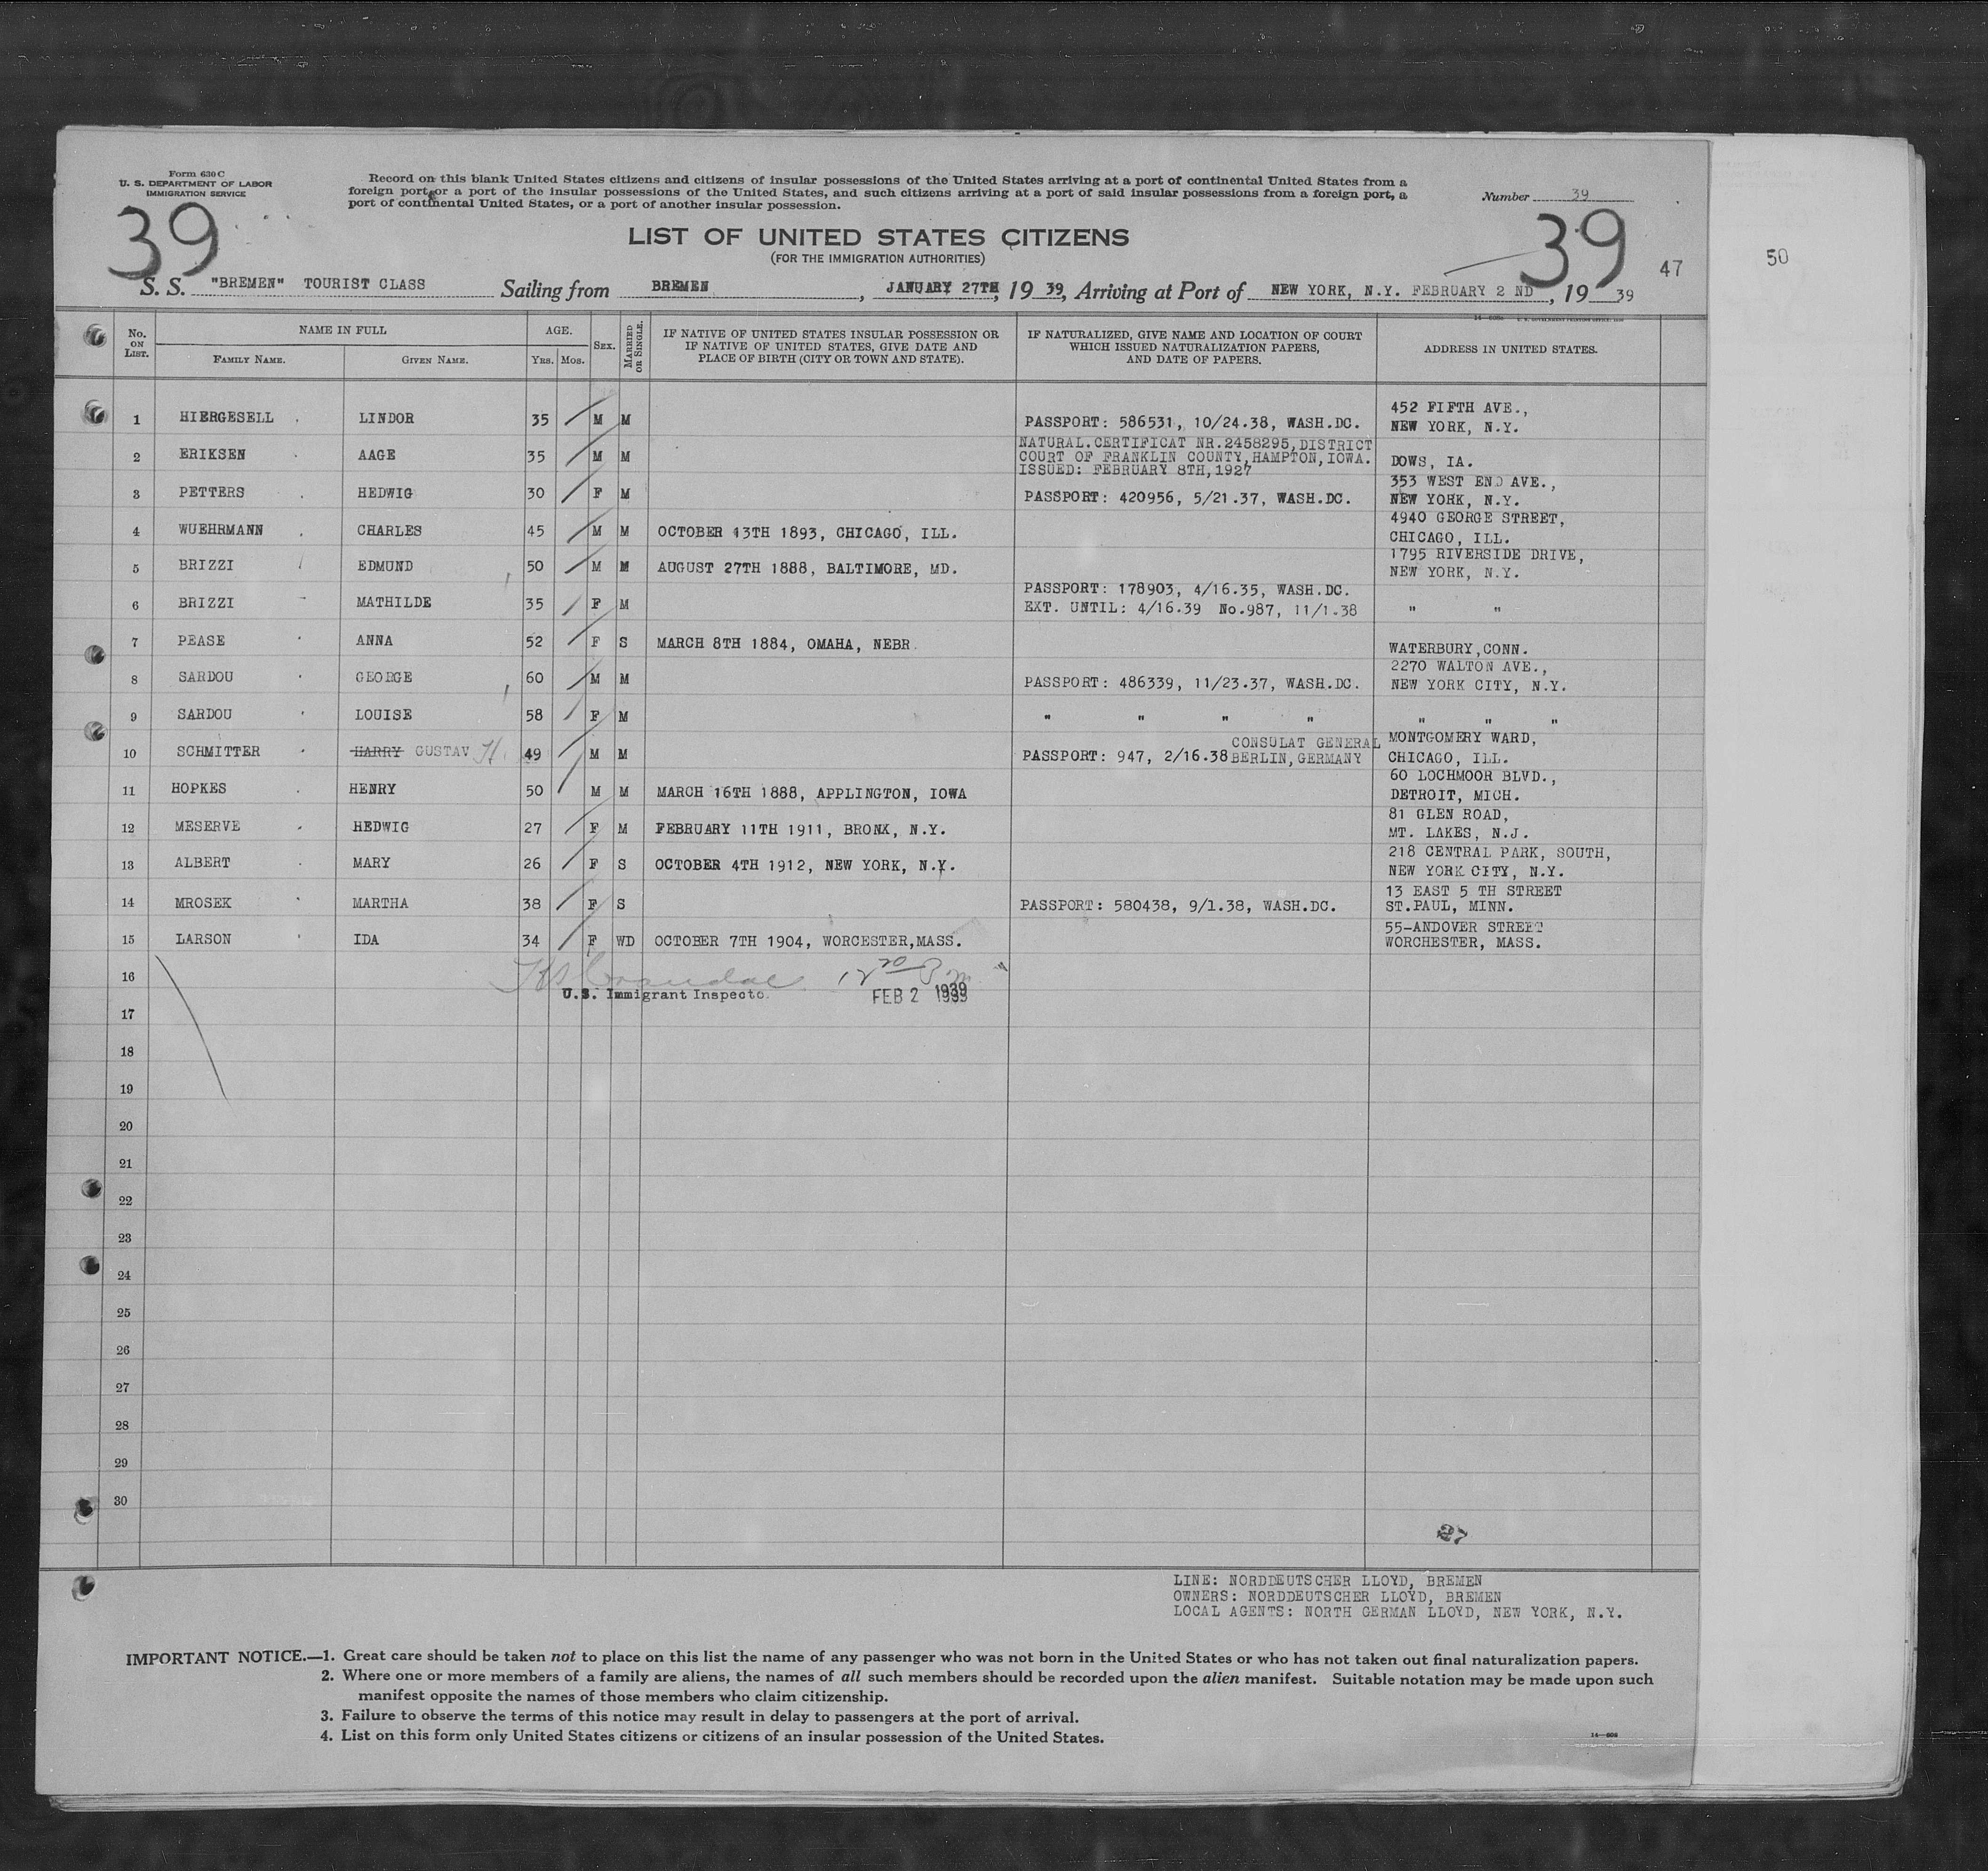 Form 630 C
U. S. DEPARTMENT OF LABOR
IMMIGRATION SERVICE
Record on this blank United States citizens and citizens of insular possessions of the United States arriving at a port of continental United States from a
foreign port or a port of the insular possessions of the United States, and such citizens arriving at a port of said insular possessions from a foreign port, a
port of continental United States, or a port of another insular possession.
Number 39
39
39
47
50
LIST OF UNITED STATES CITIZENS
(FOR THE IMMIGRATION AUTHORITIES)
S. S. "BREMEN" TOURIST CLASS Sailing from BREMEN, JANUARY 27TH, 19 39, Arriving at Port of NEW YORK, N.Y. FEBRUARY 2 ND, 19 39
No. ON LIST. NAME IN FULL AGE. SEX. MARRIED OR SINGLE. IF NATIVE OF UNITED STATES INSULAR POSSESSION OR IF NATIVE OF UNITED STATES, GIVE DATE AND PLACE OF BIRTH (CITY OR TOWN AND STATE). IF NATURALIZED, GIVE NAME AND LOCATION OF COURT WHICH ISSUED NATURALIZATION PAPERS, AND DATE OF PAPERS. ADDRESS IN UNITED STATES.
FAMILY NAME. GIVEN NAME. YRS. MOS.
1 HIERGESELL LINDOR 35 M M PASSPORT: 586531, 10/24.38, WASH.DC. 452 FIFTH AVE., NEW YORK, N.Y.
2 ERIKSEN AAGE 35 M M NATURAL.CERTIFICAT NR.2458295,DISTRICT COURT OF FRANKLIN COUNTY,HAMPTON,IOWA. ISSUED: FEBRUARY 8TH,1927 DOWS, IA.
3 PETTERS HEDWIG 30 F M PASSPORT: 420956, 5/21.37, WASH.DC. 353 WEST END AVE., NEW YORK, N.Y.
4 WUEHRMANN CHARLES 45 M M OCTOBER 13TH 1893, CHICAGO, ILL. 4940 GEORGE STREET, CHICAGO, ILL.
5 BRIZZI EDMUND 50 M M AUGUST 27TH 1888, BALTIMORE, MD. 1795 RIVERSIDE DRIVE, NEW YORK, N.Y.
6 BRIZZI MATHILDE 35 F M PASSPORT: 178903, 4/16.35, WASH.DC. EXT. UNTIL: 4/16.39 No.987, 11/1.38 " "
7 PEASE ANNA 52 F S MARCH 8TH 1884, OMAHA, NEBR. WATERBURY,CONN.
8 SARDOU GEORGE 60 M M PASSPORT: 486339, 11/23.37, WASH.DC. 2270 WALTON AVE., NEW YORK CITY, N.Y.
9 SARDOU LOUISE 58 F M " " " " " " "
10 SCHMITTER HARRY GUSTAV H. 49 M M PASSPORT: 947, 2/16.38 CONSULAT GENERAL BERLIN,GERMANY MONTGOMERY WARD, CHICAGO, ILL.
11 HOPKES HENRY 50 M M MARCH 16TH 1888, APPLINGTON, IOWA 60 LOCHMOOR BLVD., DETROIT, MICH.
12 MESERVE HEDWIG 27 F M FEBRUARY 11TH 1911, BRONX, N.Y. 81 GLEN ROAD, MT. LAKES, N.J.
13 ALBERT MARY 26 F S OCTOBER 4TH 1912, NEW YORK, N.Y. 218 CENTRAL PARK, SOUTH, NEW YORK CITY, N.Y.
14 MROSEK MARTHA 38 F S PASSPORT: 580438, 9/1.38, WASH.DC. 13 EAST 5 TH STREET ST.PAUL, MINN.
15 LARSON IDA 34 F WD OCTOBER 7TH 1904, WORCESTER,MASS. 55-ANDOVER STREET WORCHESTER, MASS.
16
U.S. Immigrant Inspecto.
FEB 2 1939
17
18
19
20
21
22
23
24
25
26
27
28
29
30
27
LINE: NORDDEUTSCHER LLOYD, BREMEN
OWNERS: NORDDEUTSCHER LLOYD, BREMEN
LOCAL AGENTS: NORTH GERMAN LLOYD, NEW YORK, N.Y.
IMPORTANT NOTICE.—1. Great care should be taken not to place on this list the name of any passenger who was not born in the United States or who has not taken out final naturalization papers.
2. Where one or more members of a family are aliens, the names of all such members should be recorded upon the alien manifest. Suitable notation may be made upon such
manifest opposite the names of those members who claim citizenship.
3. Failure to observe the terms of this notice may result in delay to passengers at the port of arrival.
4. List on this form only United States citizens or citizens of an insular possession of the United States.